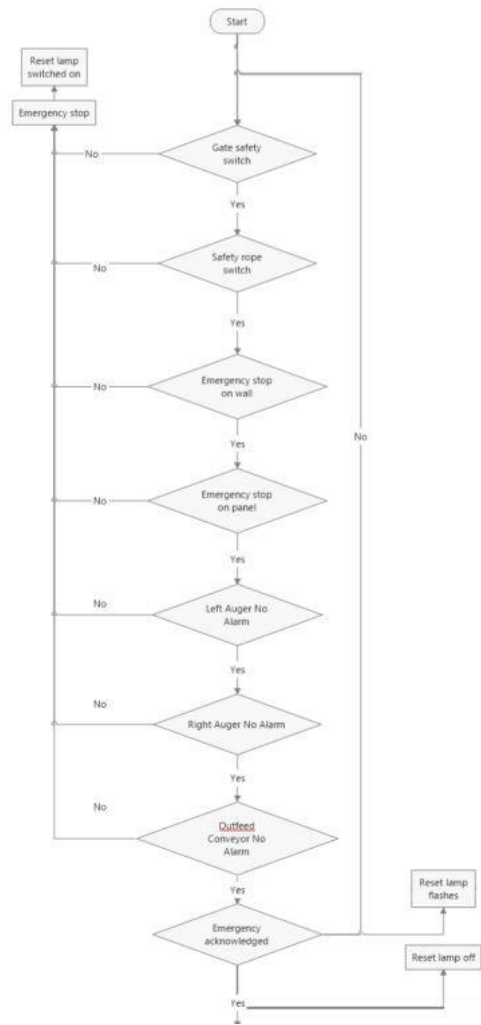 Start
Reset lamp
switched on
Emergency stop
Gate safety
switch
No
Yes
Safety rope
switch
No
Yes
Emergency stop
on wall
No
Yes
No
Emergency stop
on panel
No
Yes
Left Auger No
Alarm
No
Yes
Right Auger No Alarm
No
Yes
Outfeed
Conveyor No
Alarm
No
Yes
Reset lamp
flashes
Emergency
acknowledged
Reset lamp off
Yes